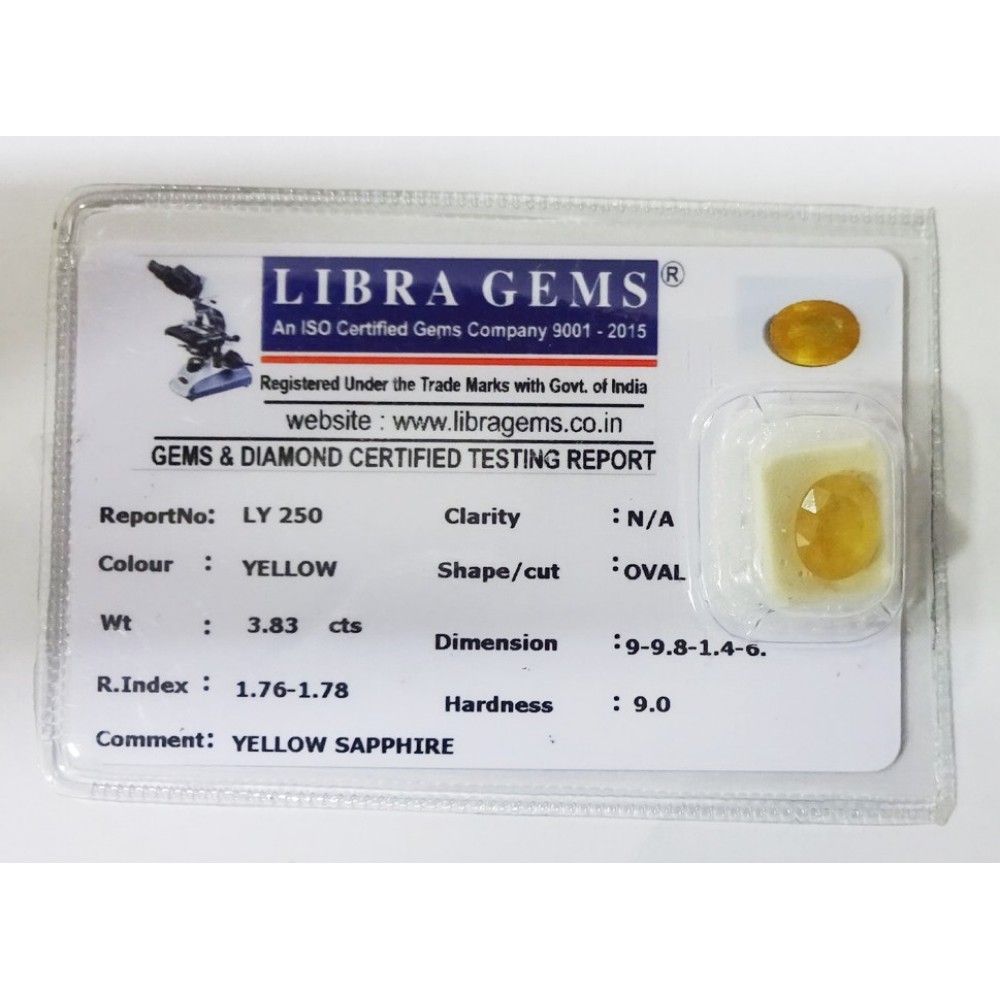 LIBRA GEMS ®
An ISO Certified Gems Company 9001 - 2015
Registered Under the Trade Marks with Govt. of India
website : www.libragems.co.in
GEMS & DIAMOND CERTIFIED TESTING REPORT
ReportNo: LY 250 Clarity : N/A
Colour : YELLOW Shape/cut : OVAL
Wt : 3.83 cts Dimension : 9-9.8-1.4-6.
R.Index : 1.76-1.78 Hardness : 9.0
Comment: YELLOW SAPPHIRE